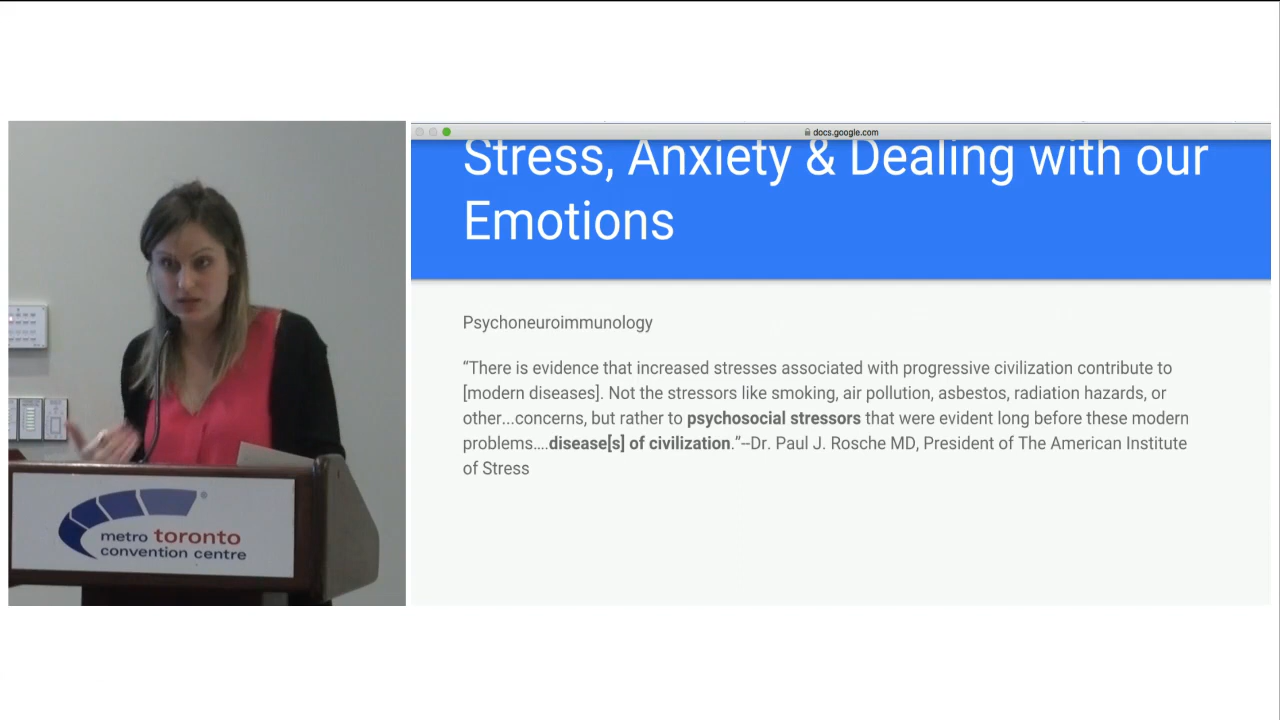 docs.google.com
Stress, Anxiety & Dealing with our
Emotions
Psychoneuroimmunology
“There is evidence that increased stresses associated with progressive civilization contribute to
[modern diseases]. Not the stressors like smoking, air pollution, asbestos, radiation hazards, or
other...concerns, but rather to psychosocial stressors that were evident long before these modern
problems....disease[s] of civilization.”--Dr. Paul J. Rosche MD, President of The American Institute
of Stress
metro toronto
convention centre